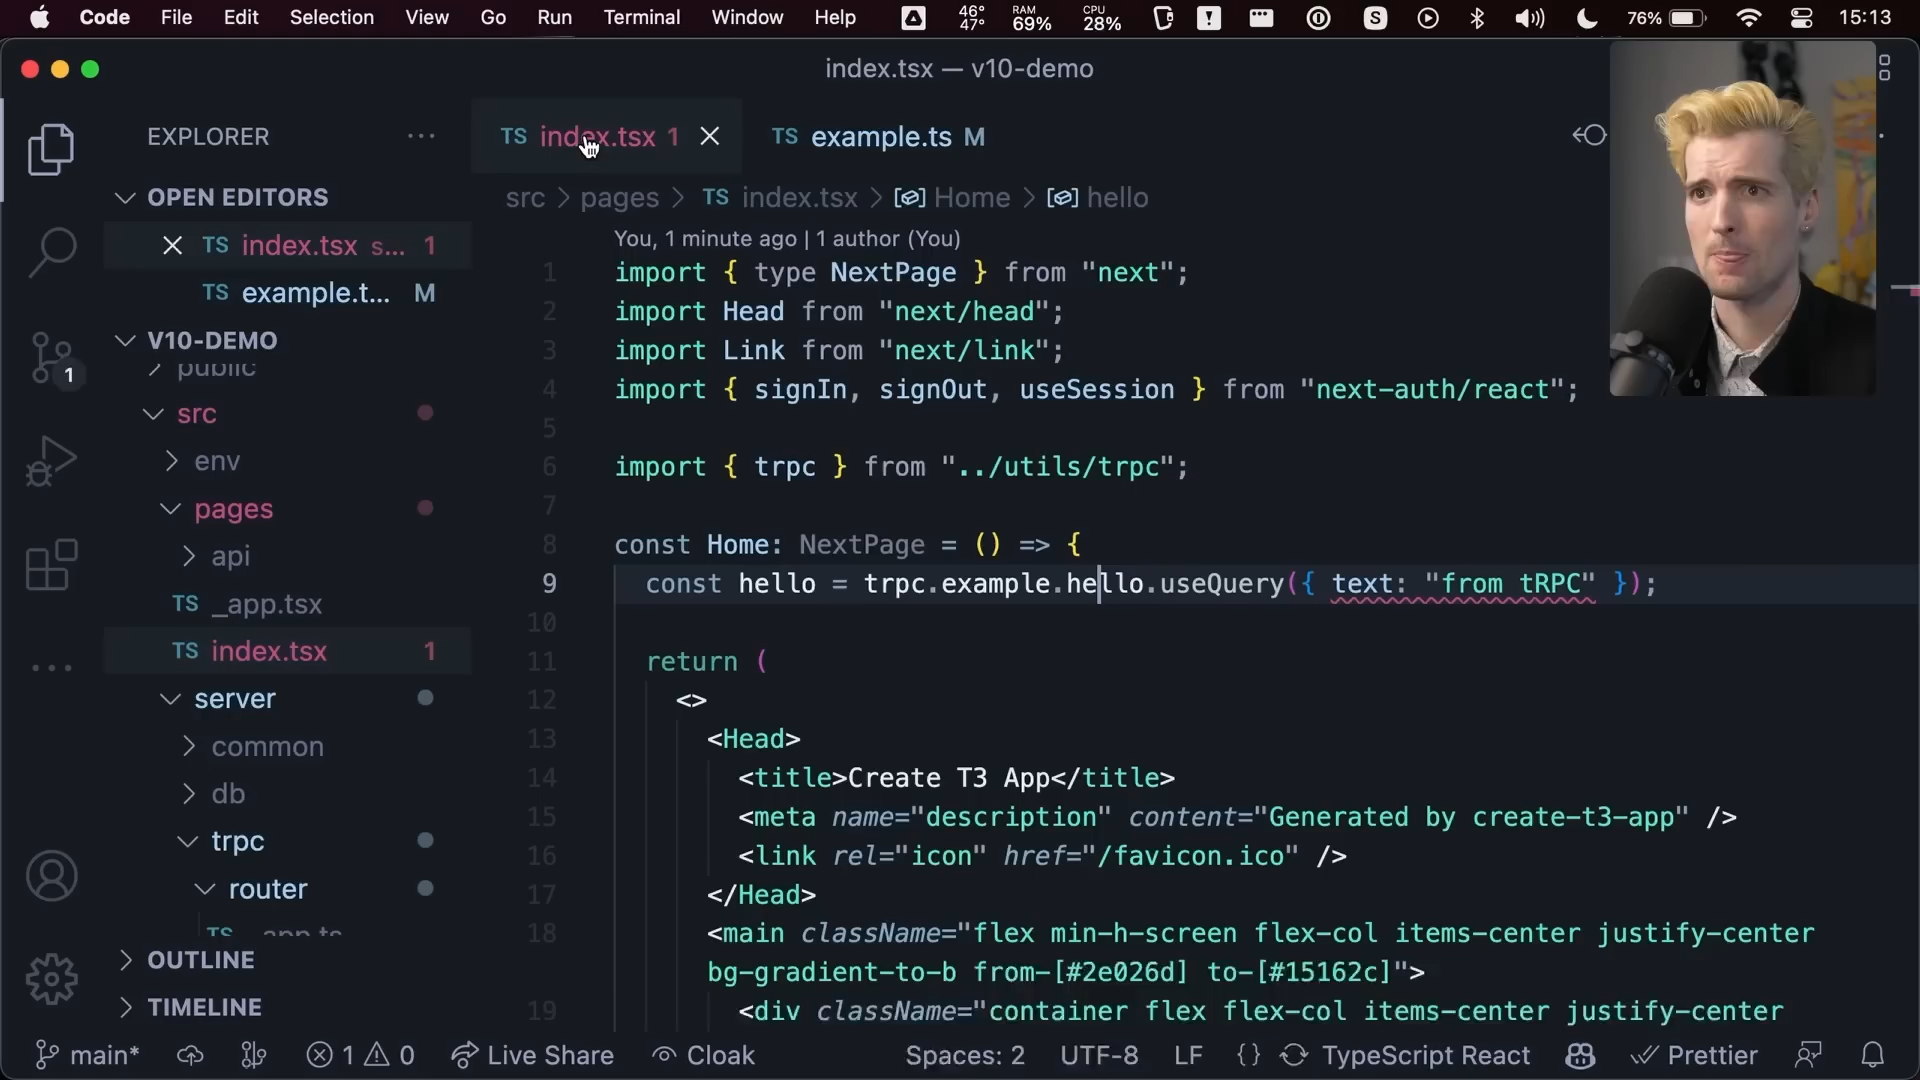 Code File Edit Selection View Go Run Terminal Window Help 46° 47° RAM 69% CPU 28% S 76% 15:13
index.tsx — v10-demo
EXPLORER
OPEN EDITORS
TS index.tsx s... 1
TS example.t... M
V10-DEMO
public
src
env
pages
api
TS _app.tsx
TS index.tsx 1
server
common
db
trpc
router
TS _app.ts
OUTLINE
TIMELINE
1
TS index.tsx 1
TS example.ts M
src > pages > TS index.tsx > Home > hello
You, 1 minute ago | 1 author (You)
1 import { type NextPage } from "next";
2 import Head from "next/head";
3 import Link from "next/link";
4 import { signIn, signOut, useSession } from "next-auth/react";
5
6 import { trpc } from "../utils/trpc";
7
8 const Home: NextPage = () => {
9 const hello = trpc.example.hello.useQuery({ text: "from tRPC" });
10
11 return (
12 <>
13 <Head>
14 <title>Create T3 App</title>
15 <meta name="description" content="Generated by create-t3-app" />
16 <link rel="icon" href="/favicon.ico" />
17 </Head>
18 <main className="flex min-h-screen flex-col items-center justify-center
bg-gradient-to-b from-[#2e026d] to-[#15162c]">
19 <div className="container flex flex-col items-center justify-center
main* 1 0 Live Share Cloak Spaces: 2 UTF-8 LF {} TypeScript React Prettier